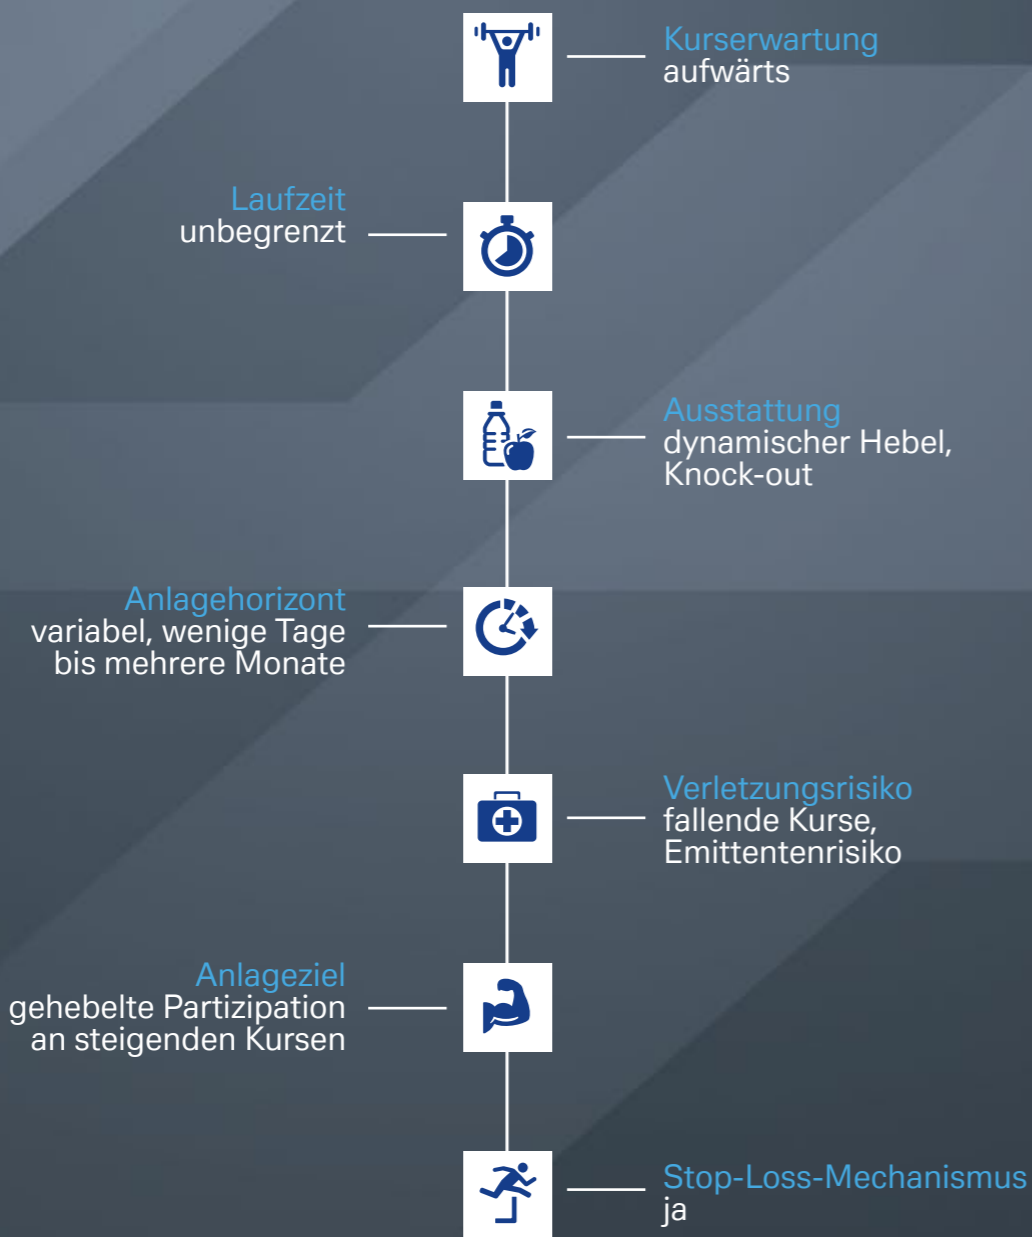 Kurserwartung
aufwärts
Laufzeit
unbegrenzt
Ausstattung
dynamischer Hebel,
Knock-out
Anlagehorizont
variabel, wenige Tage
bis mehrere Monate
Verletzungsrisiko
fallende Kurse,
Emittentenrisiko
Anlageziel
gehebelte Partizipation
an steigenden Kursen
Stop-Loss-Mechanismus
ja